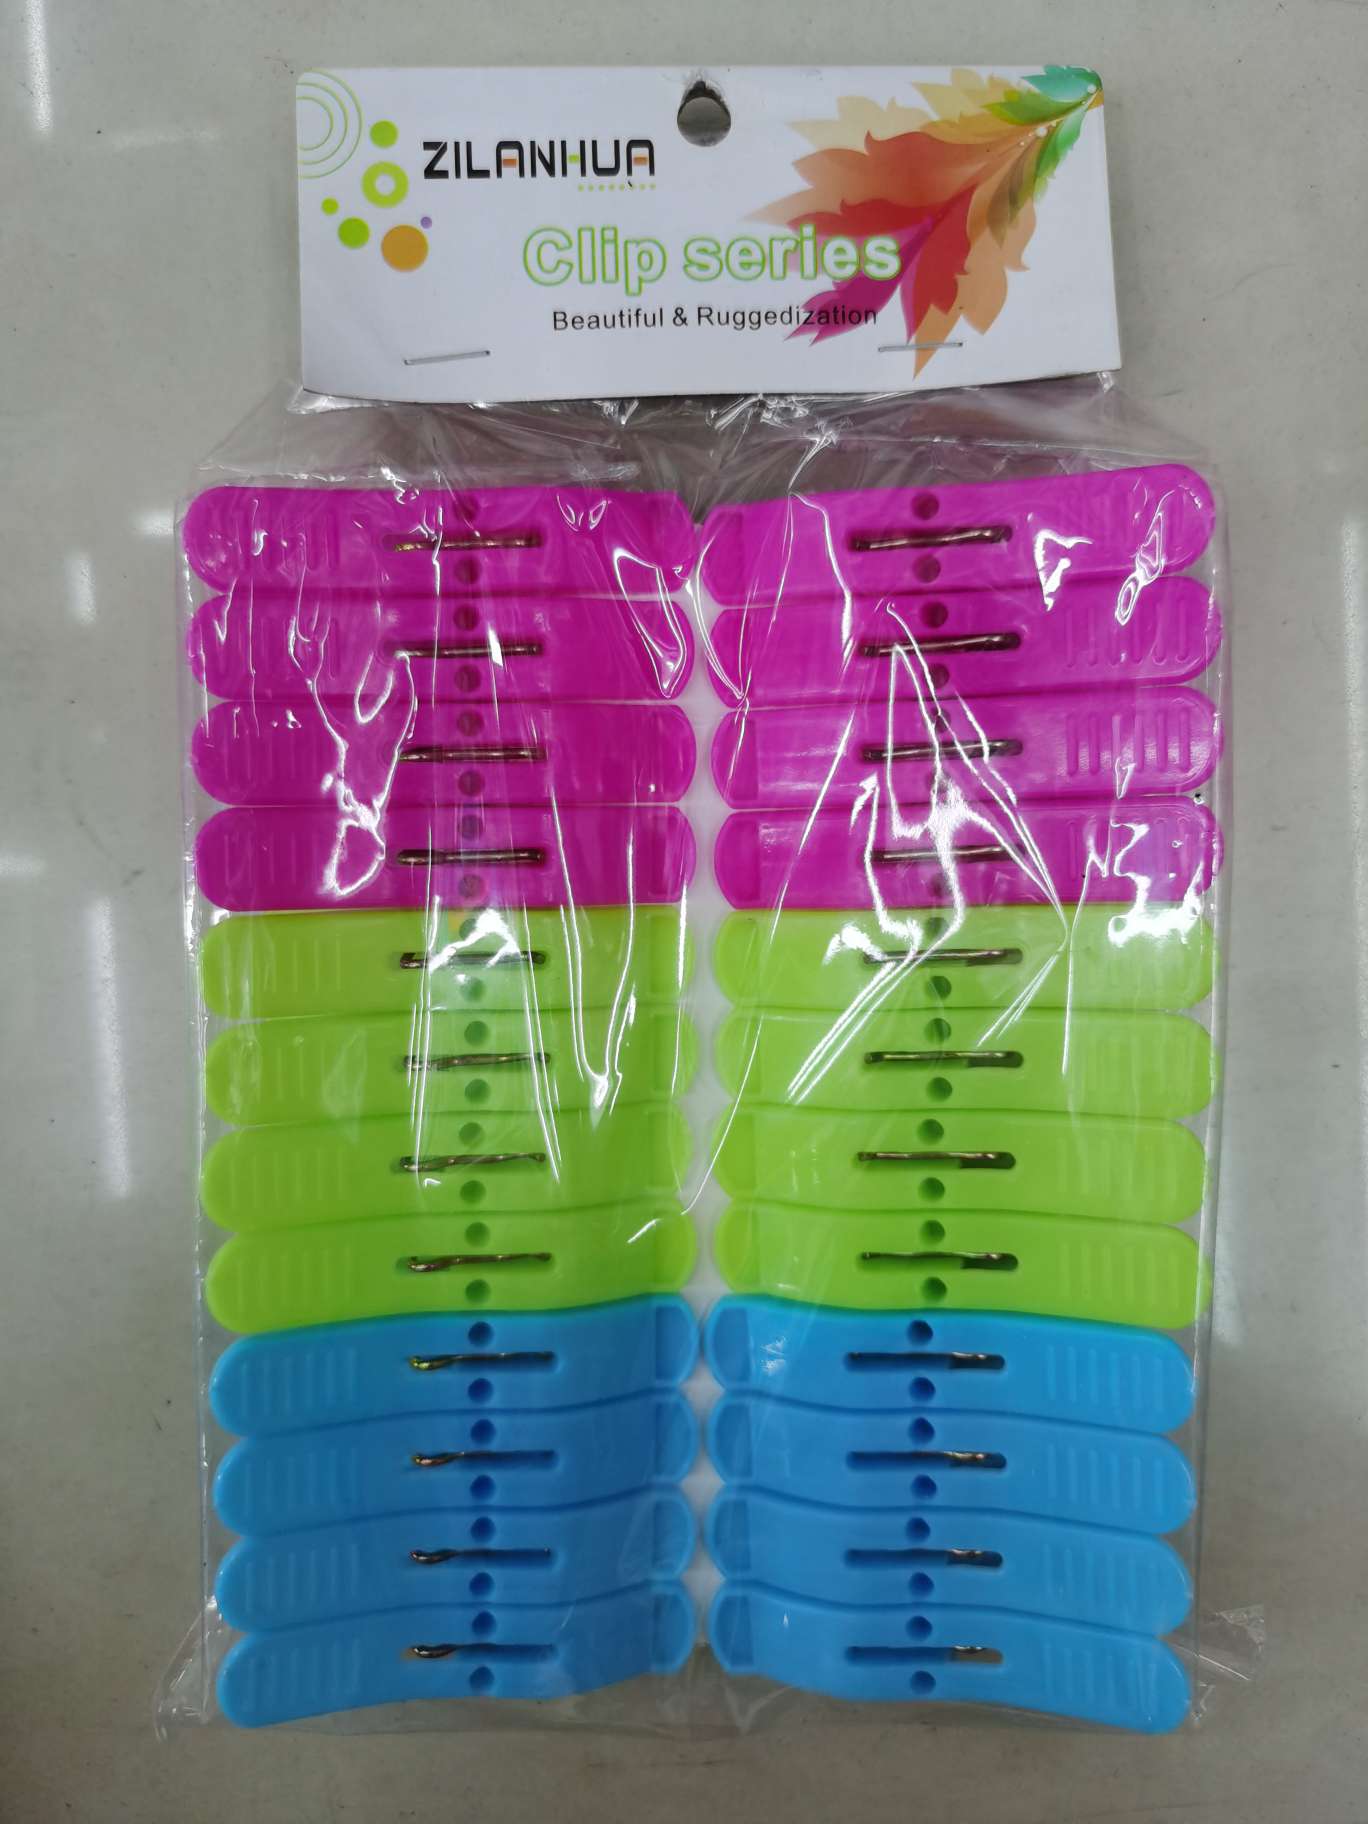 ZILANHUA
Clip series
Beautiful & Ruggedization